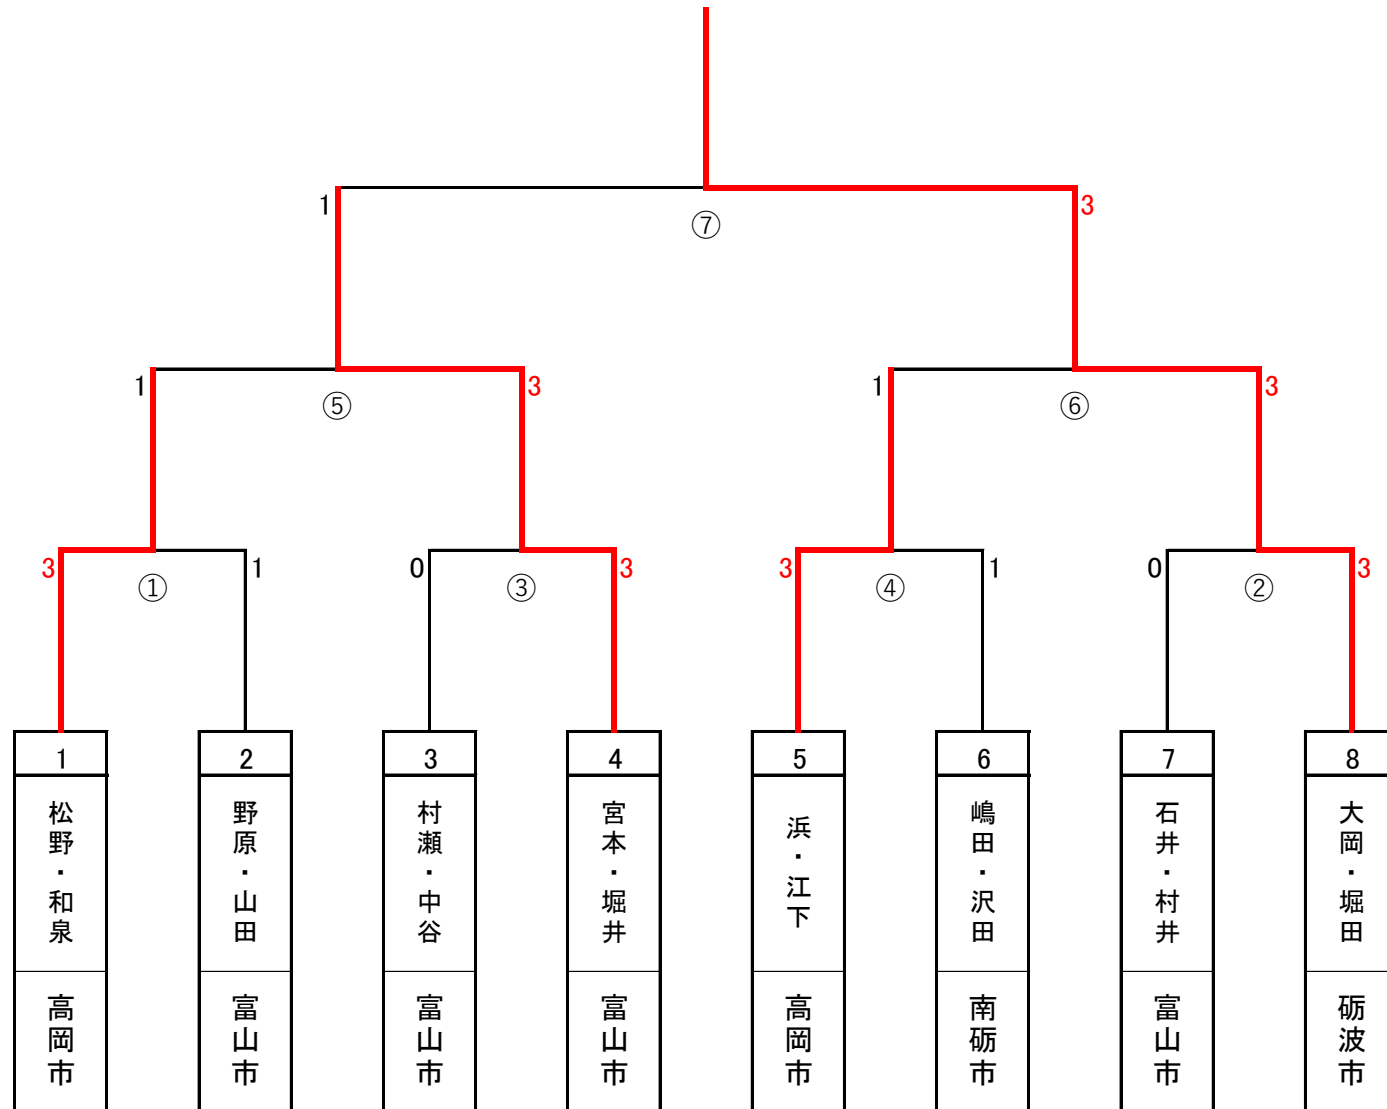 1
3
⑦
1
3
1
3
⑤
⑥
3
1
0
3
3
1
0
3
①
③
④
②
1
2
3
4
5
6
7
8
松野・和泉
野原・山田
村瀬・中谷
宮本・堀井
浜・江下
嶋田・沢田
石井・村井
大岡・堀田
高岡市
富山市
富山市
富山市
高岡市
南砺市
富山市
砺波市